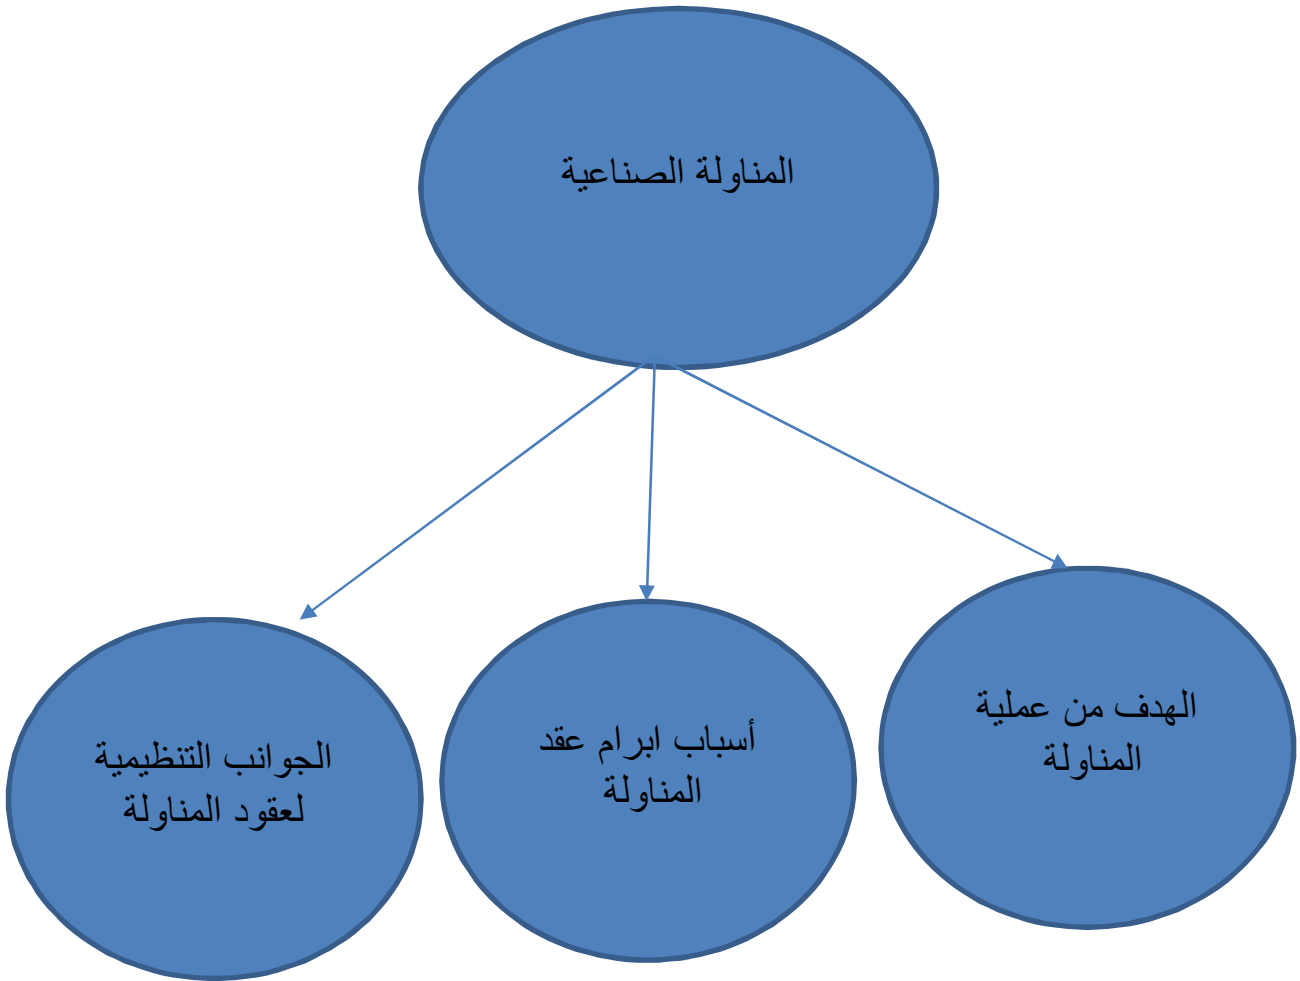 المناولة الصناعية
الهدف من عملية
المناولة
أسباب ابرام عقد
المناولة
الجوانب التنظيمية
لعقود المناولة